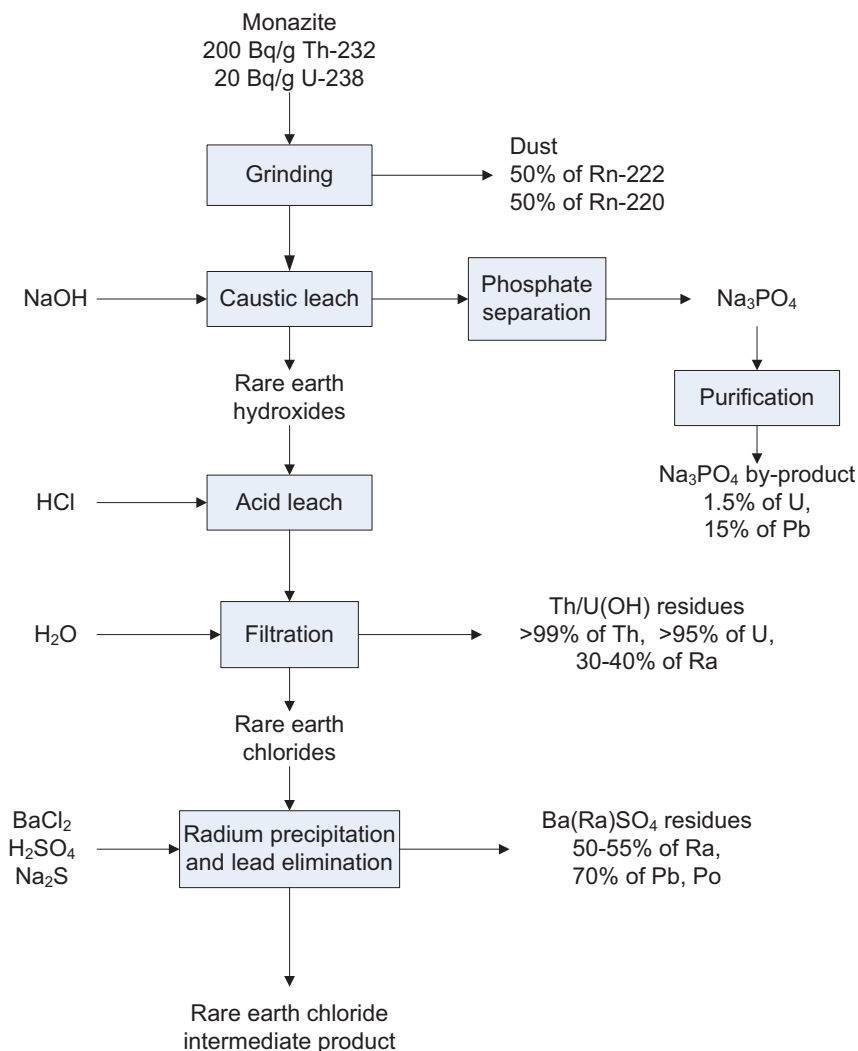 Monazite
200 Bq/g Th-232
20 Bq/g U-238
Grinding
Dust
50% of Rn-222
50% of Rn-220
NaOH
Caustic leach
Phosphate
separation
Na₃PO₄
Rare earth
hydroxides
Purification
Na₃PO₄ by-product
1.5% of U,
15% of Pb
HCl
Acid leach
H₂O
Filtration
Th/U(OH) residues
>99% of Th, >95% of U,
30-40% of Ra
Rare earth
chlorides
BaCl₂
H₂SO₄
Na₂S
Radium precipitation
and lead elimination
Ba(Ra)SO₄ residues
50-55% of Ra,
70% of Pb, Po
Rare earth chloride
intermediate product